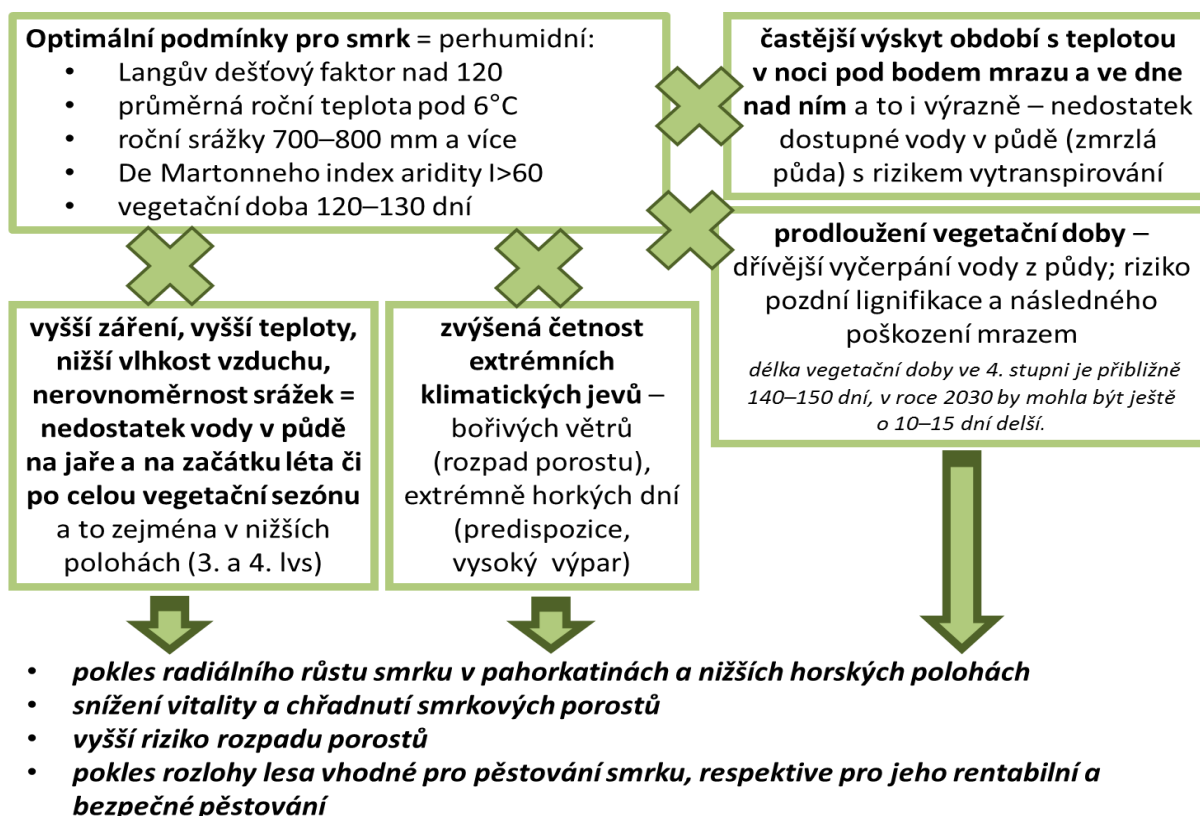 Optimální podmínky pro smrk = perhumidní:
• Langův dešťový faktor nad 120
• průměrná roční teplota pod 6°C
• roční srážky 700–800 mm a více
• De Martonneho index aridity I>60
• vegetační doba 120–130 dní
častější výskyt období s teplotou
v noci pod bodem mrazu a ve dne
nad ním a to i výrazně – nedostatek
dostupné vody v půdě (zmrzlá
půda) s rizikem vytranspirování
prodloužení vegetační doby –
dřívější vyčerpání vody z půdy; riziko
pozdní lignifikace a následného
poškození mrazem
délka vegetační doby ve 4. stupni je přibližně
140–150 dní, v roce 2030 by mohla být ještě
o 10–15 dní delší.
vyšší záření, vyšší teploty,
nižší vlhkost vzduchu,
nerovnoměrnost srážek =
nedostatek vody v půdě
na jaře a na začátku léta či
po celou vegetační sezónu
a to zejména v nižších
polohách (3. a 4. lvs)
zvýšená četnost
extrémních
klimatických jevů –
bořivých větrů
(rozpad porostu),
extrémně horkých dní
(predispozice,
vysoký výpar)
• pokles radiálního růstu smrku v pahorkatinách a nižších horských polohách
• snížení vitality a chřadnutí smrkových porostů
• vyšší riziko rozpadu porostů
• pokles rozlohy lesa vhodné pro pěstování smrku, respektive pro jeho rentabilní a
bezpečné pěstování